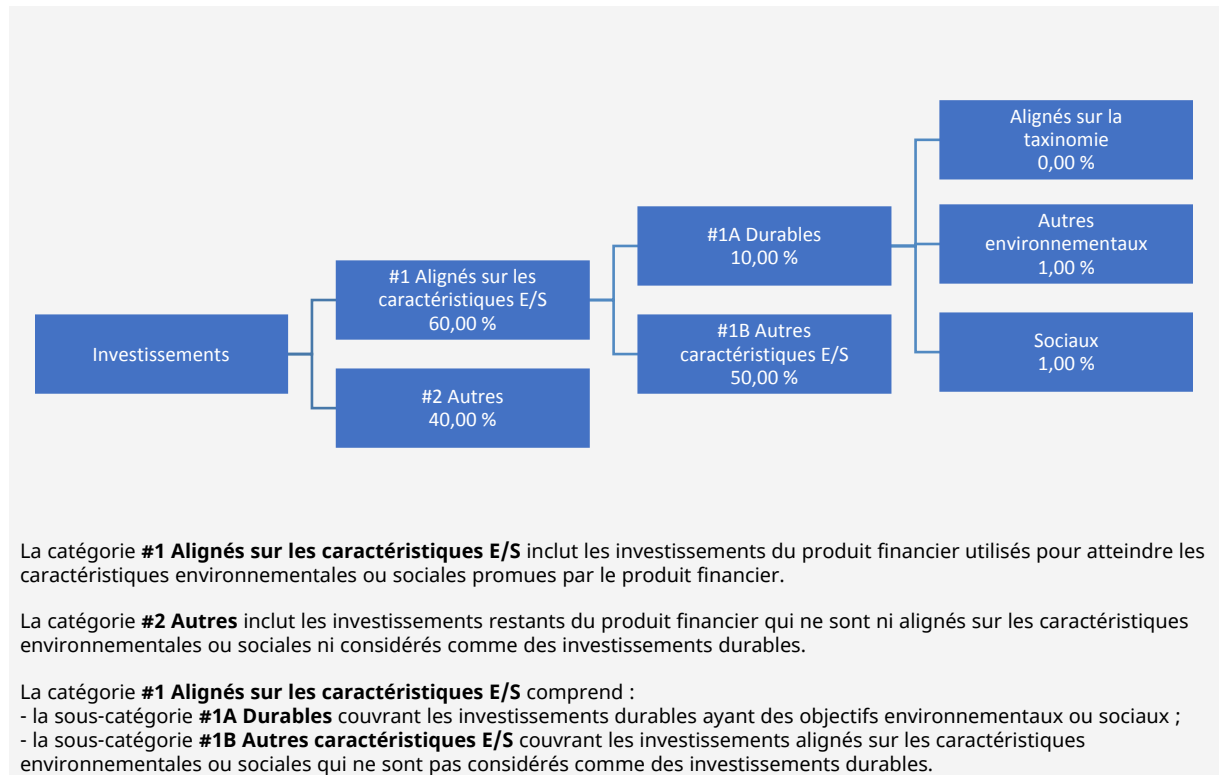 Investissements
#1 Alignés sur les
caractéristiques E/S
60,00 %
#2 Autres
40,00 %
#1A Durables
10,00 %
#1B Autres
caractéristiques E/S
50,00 %
Alignés sur la
taxinomie
0,00 %
Autres
environnementaux
1,00 %
Sociaux
1,00 %
La catégorie #1 Alignés sur les caractéristiques E/S inclut les investissements du produit financier utilisés pour atteindre les
caractéristiques environnementales ou sociales promues par le produit financier.
La catégorie #2 Autres inclut les investissements restants du produit financier qui ne sont ni alignés sur les caractéristiques
environnementales ou sociales ni considérés comme des investissements durables.
La catégorie #1 Alignés sur les caractéristiques E/S comprend :
- la sous-catégorie #1A Durables couvrant les investissements durables ayant des objectifs environnementaux ou sociaux ;
- la sous-catégorie #1B Autres caractéristiques E/S couvrant les investissements alignés sur les caractéristiques
environnementales ou sociales qui ne sont pas considérés comme des investissements durables.